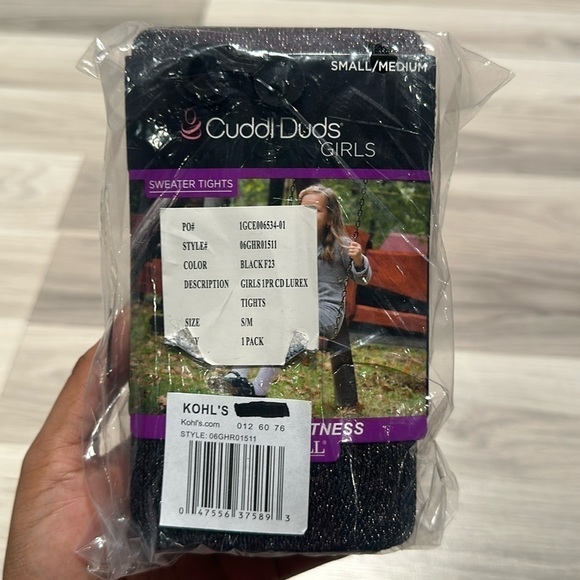 SMALL/MEDIUM
Cuddl Duds®
GIRLS
SWEATER TIGHTS
PO# 1GCE006534-01
STYLE# 06GHR01511
COLOR BLACK F23
DESCRIPTION GIRLS 1PR CD LUREX
TIGHTS
SIZE S/M
1 PACK
KOHL'S
Kohls.com 012 60 76
STYLE: 06GHR01511
0 47556 37589 3